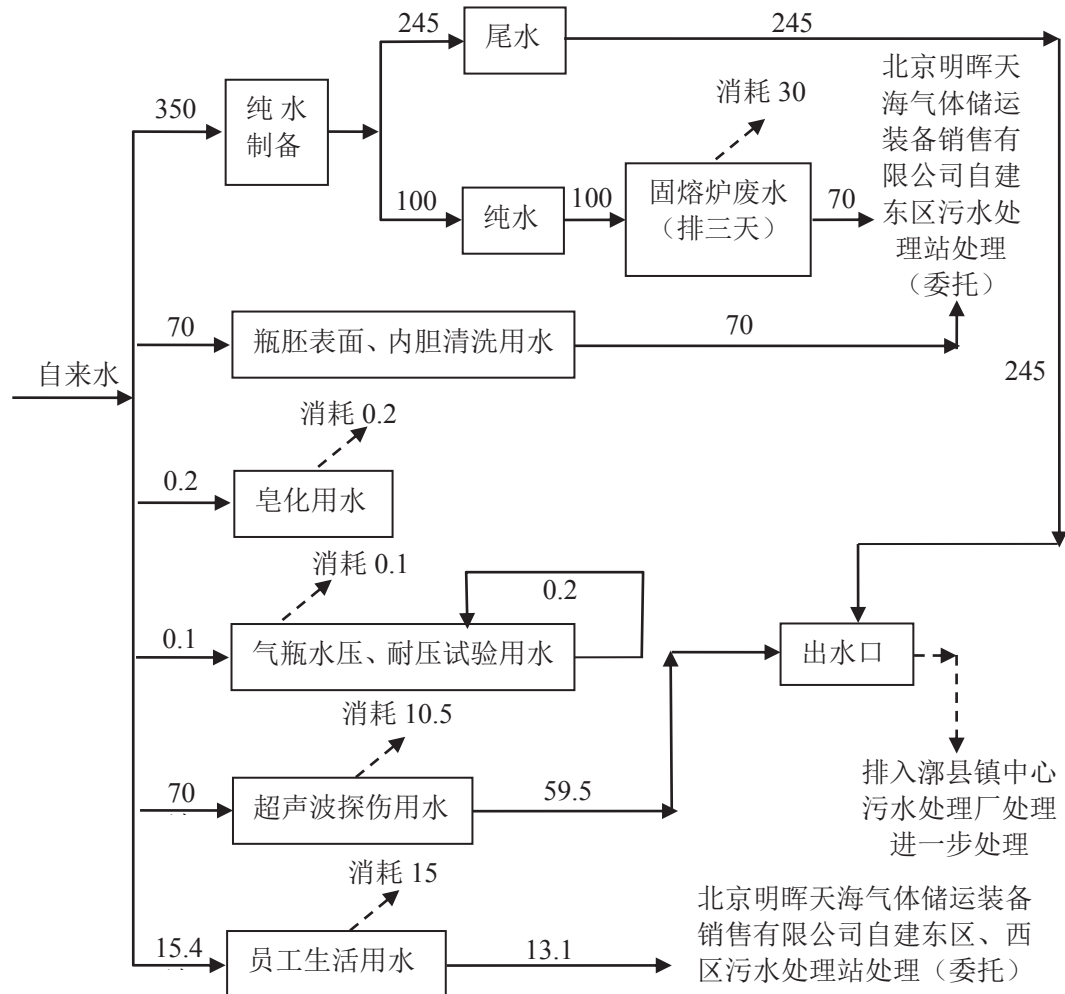 245
尾水
245
350
纯 水
制备
消耗 30
100
纯水
100
固熔炉废水
（排三天）
70
北京明晖天
海气体储运
装备销售有
限公司自建
东区污水处
理站处理
（委托）
70
瓶胚表面、内胆清洗用水
70
245
自来水
消耗 0.2
0.2
皂化用水
消耗 0.1
0.2
0.1
气瓶水压、耐压试验用水
出水口
消耗 10.5
70
超声波探伤用水
59.5
排入漷县镇中心
污水处理厂处理
进一步处理
消耗 15
15.4
员工生活用水
13.1
北京明晖天海气体储运装备
销售有限公司自建东区、西
区污水处理站处理（委托）